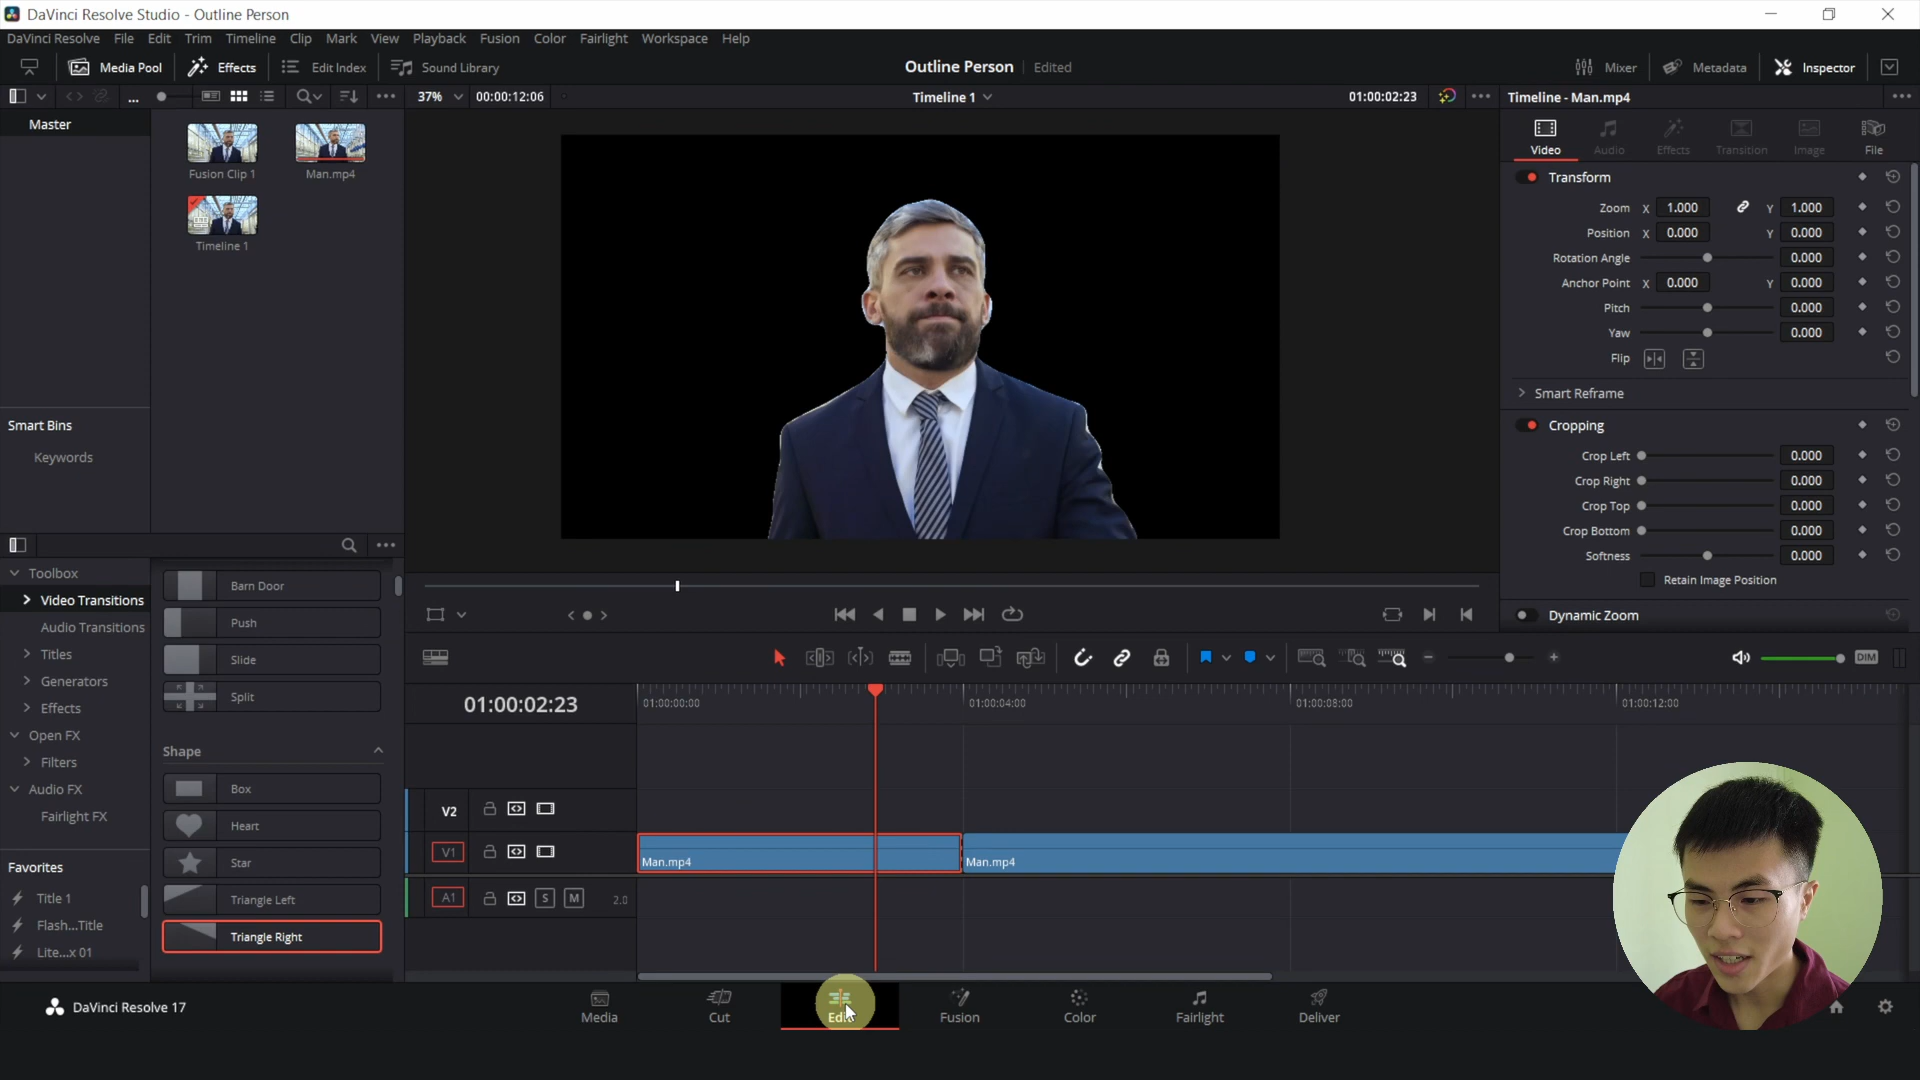 DaVinci Resolve Studio - Outline Person
DaVinci Resolve File Edit Trim Timeline Clip Mark View Playback Fusion Color Fairlight Workspace Help
Media Pool Effects Edit Index Sound Library Outline Person Edited Mixer Metadata Inspector
37% 00:00:12:06 Timeline 1 01:00:02:23 Timeline - Man.mp4
Master
Fusion Clip 1 Man.mp4
Timeline 1
Smart Bins
Keywords
Video Audio Effects Transition Image File
Transform
Zoom X 1.000 Y 1.000
Position X 0.000 Y 0.000
Rotation Angle 0.000
Anchor Point X 0.000 Y 0.000
Pitch 0.000
Yaw 0.000
Flip
Smart Reframe
Cropping
Crop Left 0.000
Crop Right 0.000
Crop Top 0.000
Crop Bottom 0.000
Softness 0.000
Retain Image Position
Dynamic Zoom
Toolbox
Video Transitions
Audio Transitions
Titles
Generators
Effects
Open FX
Filters
Audio FX
Fairlight FX
Favorites
Title 1
Flash...Title
Lite...x 01
Barn Door
Push
Slide
Split
Shape
Box
Heart
Star
Triangle Left
Triangle Right
DIM
01:00:02:23 01:00:00:00 01:00:04:00 01:00:08:00 01:00:12:00
V2
V1 Man.mp4 Man.mp4
A1 S M 2.0
DaVinci Resolve 17 Media Cut Edit Fusion Color Fairlight Deliver